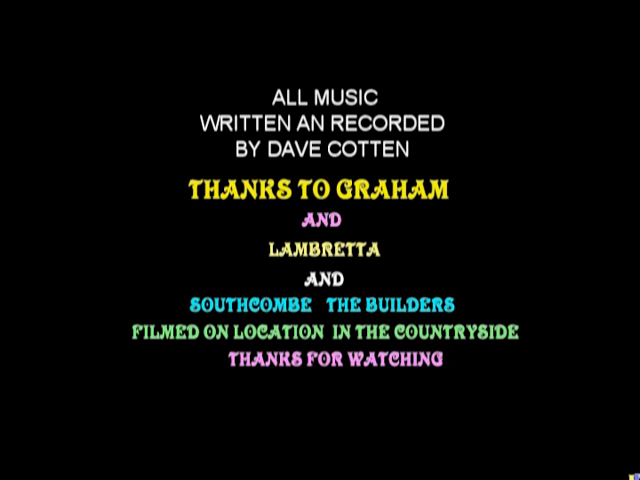 ALL MUSIC
WRITTEN AN RECORDED
BY DAVE COTTEN
THANKS TO GRAHAM
AND
LAMBRETTA
AND
SOUTHCOMBE THE BUILDERS
FILMED ON LOCATION IN THE COUNTRYSIDE
THANKS FOR WATCHING